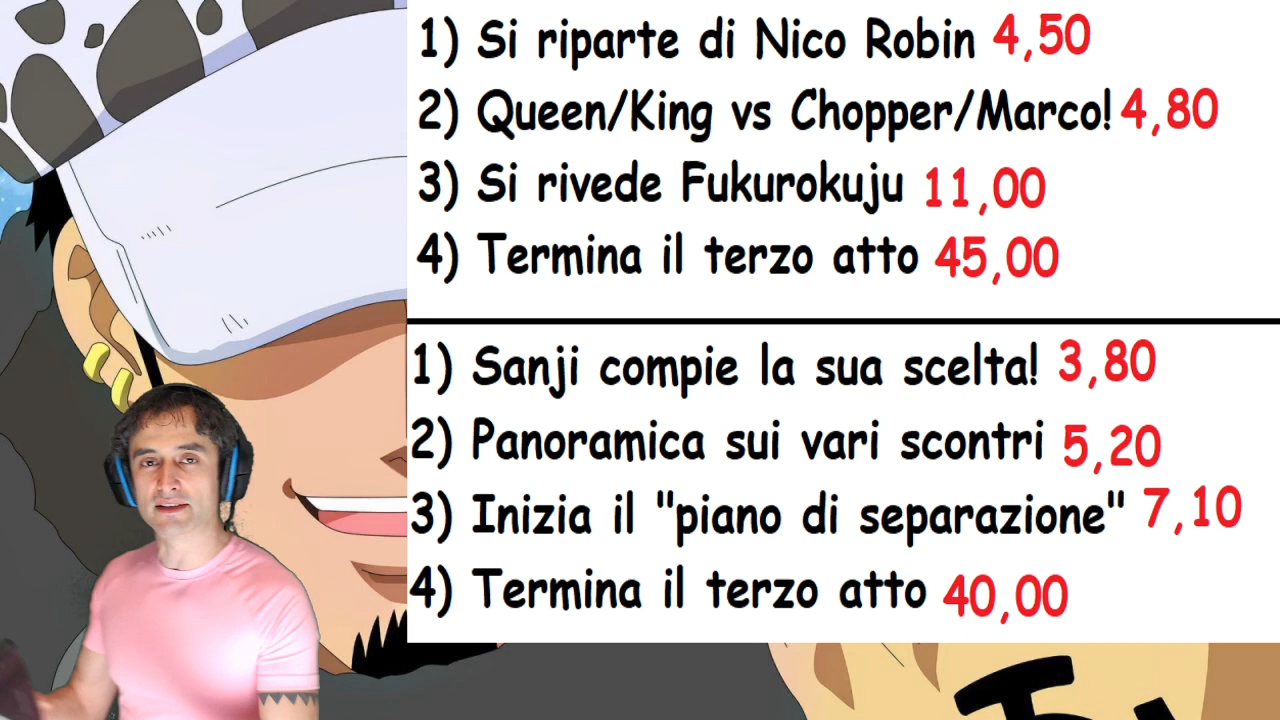 1) Si riparte di Nico Robin 4,50
2) Queen/King vs Chopper/Marco! 4,80
3) Si rivede Fukurokuju 11,00
4) Termina il terzo atto 45,00
1) Sanji compie la sua scelta! 3,80
2) Panoramica sui vari scontri 5,20
3) Inizia il "piano di separazione" 7,10
4) Termina il terzo atto 40,00